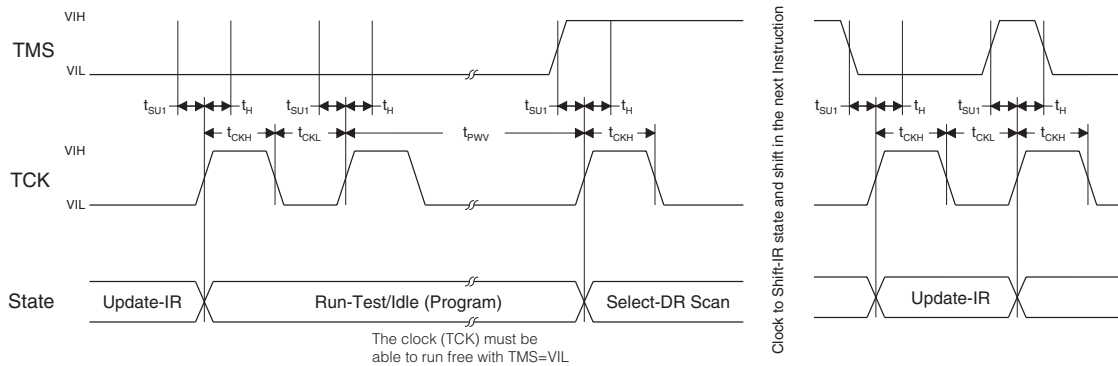 VIH
TMS
VIL
tSU1 tH tSU1 tH tSU1 tH tSU1 tH tSU1 tH
tCKH tCKL tPWV tCKH tCKH tCKL tCKH
VIH
TCK
VIL
State
Update-IR
Run-Test/Idle (Program)
Select-DR Scan
Update-IR
The clock (TCK) must be
able to run free with TMS=VIL
Clock to Shift-IR state and shift in the next Instruction